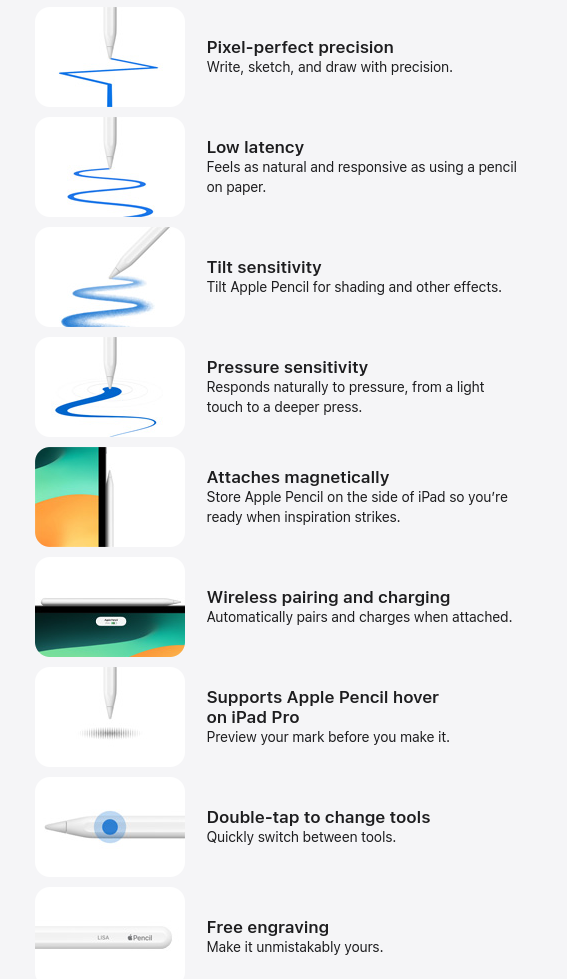 Pixel-perfect precision
Write, sketch, and draw with precision.
Low latency
Feels as natural and responsive as using a pencil
on paper.
Tilt sensitivity
Tilt Apple Pencil for shading and other effects.
Pressure sensitivity
Responds naturally to pressure, from a light
touch to a deeper press.
Attaches magnetically
Store Apple Pencil on the side of iPad so you’re
ready when inspiration strikes.
Wireless pairing and charging
Automatically pairs and charges when attached.
Supports Apple Pencil hover
on iPad Pro
Preview your mark before you make it.
Double-tap to change tools
Quickly switch between tools.
LISA Pencil
Free engraving
Make it unmistakably yours.